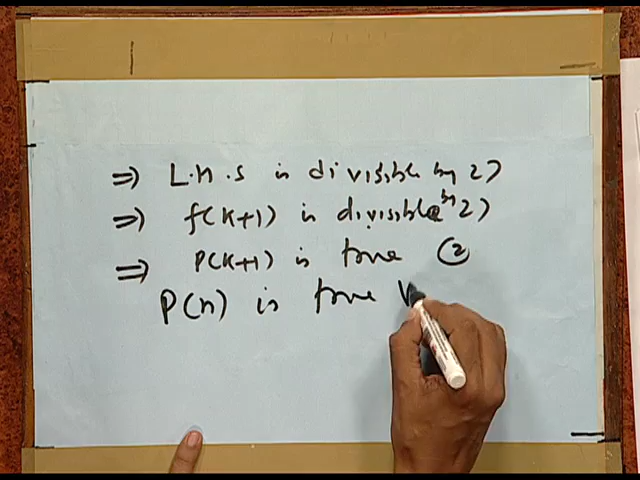 ⇒ L.H.S is divisible by 27
⇒ f(k+1) is divisible by 27
⇒ P(k+1) is true ②
P(n) is true